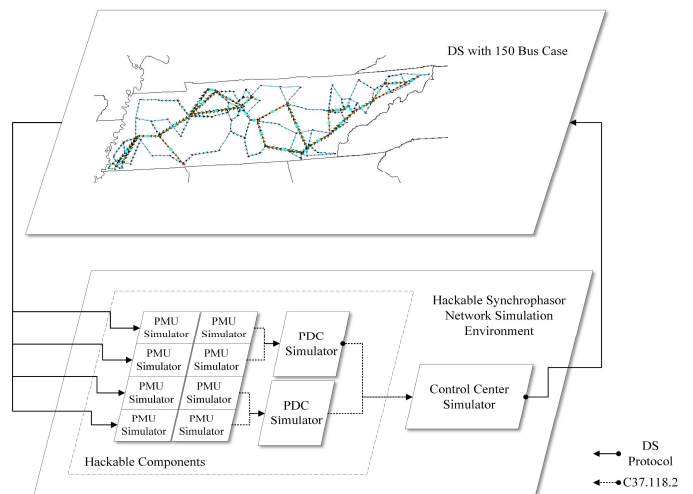 DS with 150 Bus Case
Hackable Synchrophasor
Network Simulation
Environment
PMU
Simulator
PMU
Simulator
PMU
Simulator
PMU
Simulator
PMU
Simulator
PMU
Simulator
PMU
Simulator
PMU
Simulator
PDC
Simulator
PDC
Simulator
Control Center
Simulator
Hackable Components
DS
Protocol
C37.118.2